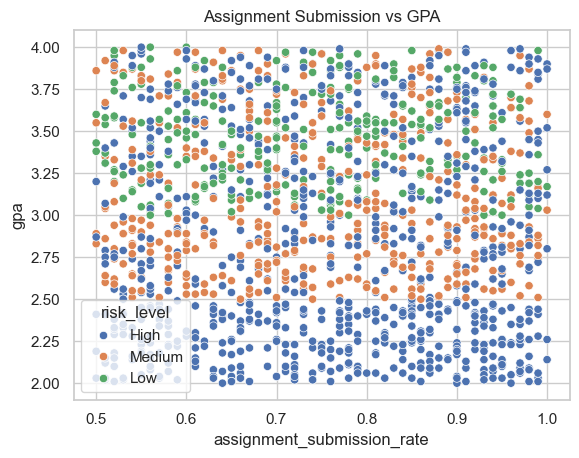 Assignment Submission vs GPA
4.00
3.75
3.50
3.25
3.00
2.75
2.50
2.25
2.00
gpa
risk_level
High
Medium
Low
0.5 0.6 0.7 0.8 0.9 1.0
assignment_submission_rate